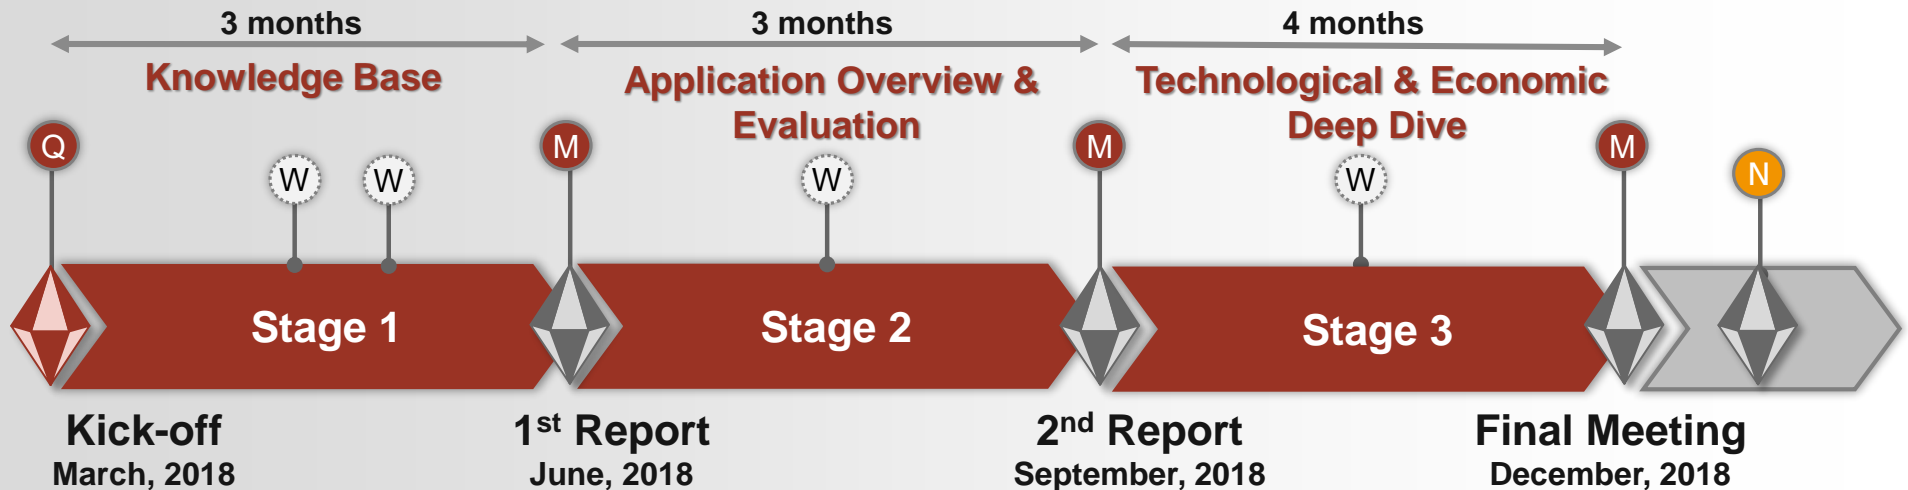 3 months
3 months
4 months
Knowledge Base
Application Overview &
Evaluation
Technological & Economic
Deep Dive
Q
W
W
M
W
M
W
M
N
Stage 1
Stage 2
Stage 3
Kick-off
March, 2018
1st Report
June, 2018
2nd Report
September, 2018
Final Meeting
December, 2018